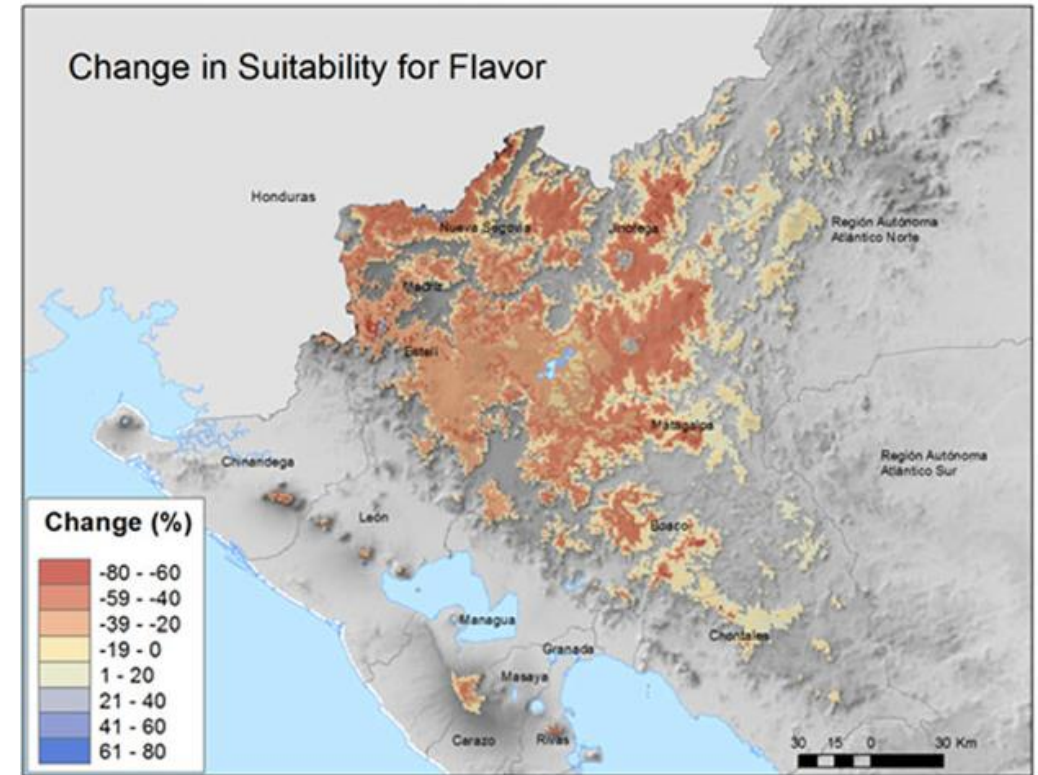 Change in Suitability for Flavor
Honduras
Nueva Segovia
Jinotega
Región Autónoma
Atlántico Norte
Madriz
Estelí
Matagalpa
Chinandega
Región Autónoma
Atlántico Sur
León
Boaco
Managua
Chontales
Granada
Masaya
Carazo
Rivas
Change (%)
-80 - -60
-59 - -40
-39 - -20
-19 - 0
1 - 20
21 - 40
41 - 60
61 - 80
30 15 0 30 Km